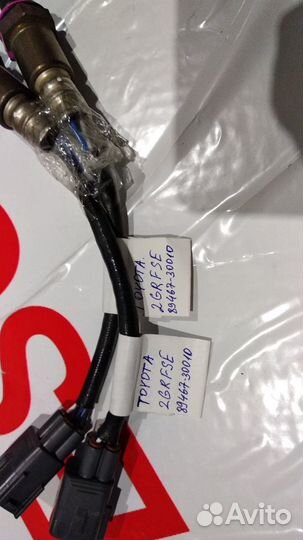 TOYOTA.
2GRFSE
89467-30010
TOYOTA
2GRFSE
89467-30010
Avito